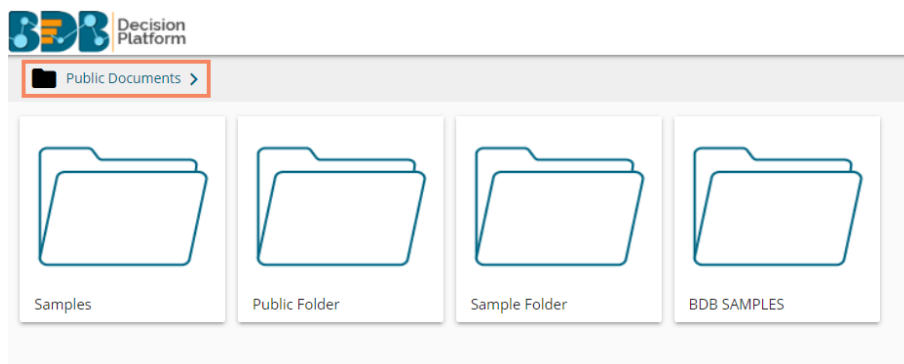 BDB Decision
Platform
Public Documents
Samples
Public Folder
Sample Folder
BDB SAMPLES